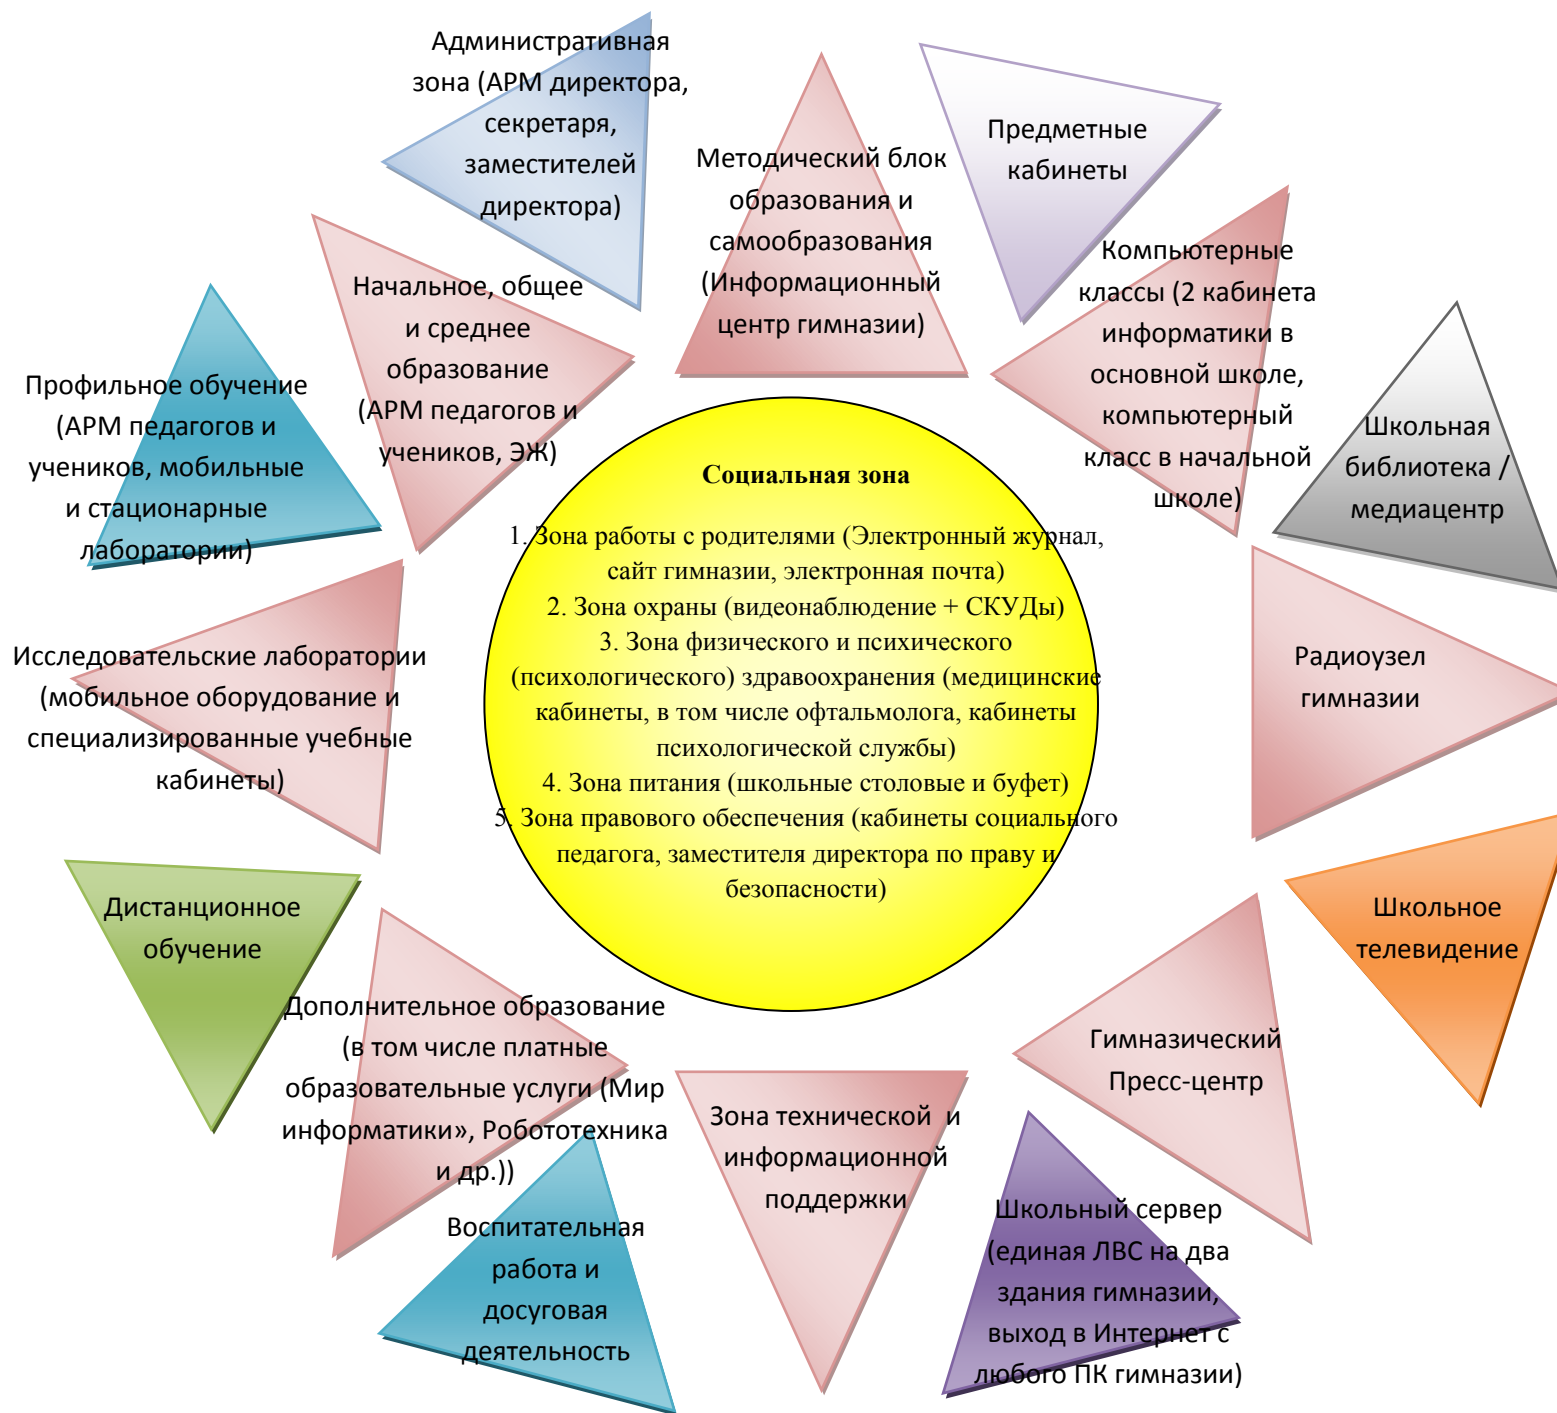 Административная
зона (АРМ директора,
секретаря,
заместителей
директора)
Методический блок
образования и
самообразования
(Информационный
центр гимназии)
Предметные
кабинеты
Компьютерные
классы (2 кабинета
информатики в
основной школе,
компьютерный
класс в начальной
школе)
Школьная
библиотека /
медиацентр
Радиоузел
гимназии
Школьное
телевидение
Гимназический
Пресс-центр
Школьный сервер
(единая ЛВС на два
здания гимназии,
выход в Интернет с
любого ПК гимназии)
Зона технической и
информационной
поддержки
Воспитательная
работа и
досуговая
деятельность
Дополнительное образование
(в том числе платные
образовательные услуги (Мир
информатики», Робототехника
и др.))
Дистанционное
обучение
Исследовательские лаборатории
(мобильное оборудование и
специализированные учебные
кабинеты)
Профильное обучение
(АРМ педагогов и
учеников, мобильные
и стационарные
лаборатории)
Начальное, общее
и среднее
образование
(АРМ педагогов и
учеников, ЭЖ)
Социальная зона
1. Зона работы с родителями (Электронный журнал,
сайт гимназии, электронная почта)
2. Зона охраны (видеонаблюдение + СКУДы)
3. Зона физического и психического
(психологического) здравоохранения (медицинские
кабинеты, в том числе офтальмолога, кабинеты
психологической службы)
4. Зона питания (школьные столовые и буфет)
5. Зона правового обеспечения (кабинеты социального
педагога, заместителя директора по праву и
безопасности)